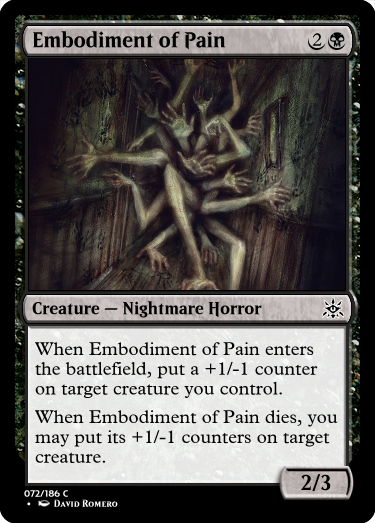 Embodiment of Pain 2
Creature — Nightmare Horror
When Embodiment of Pain enters
the battlefield, put a +1/-1 counter
on target creature you control.
When Embodiment of Pain dies, you
may put its +1/-1 counters on target
creature.
2/3
072/186 C
• David Romero